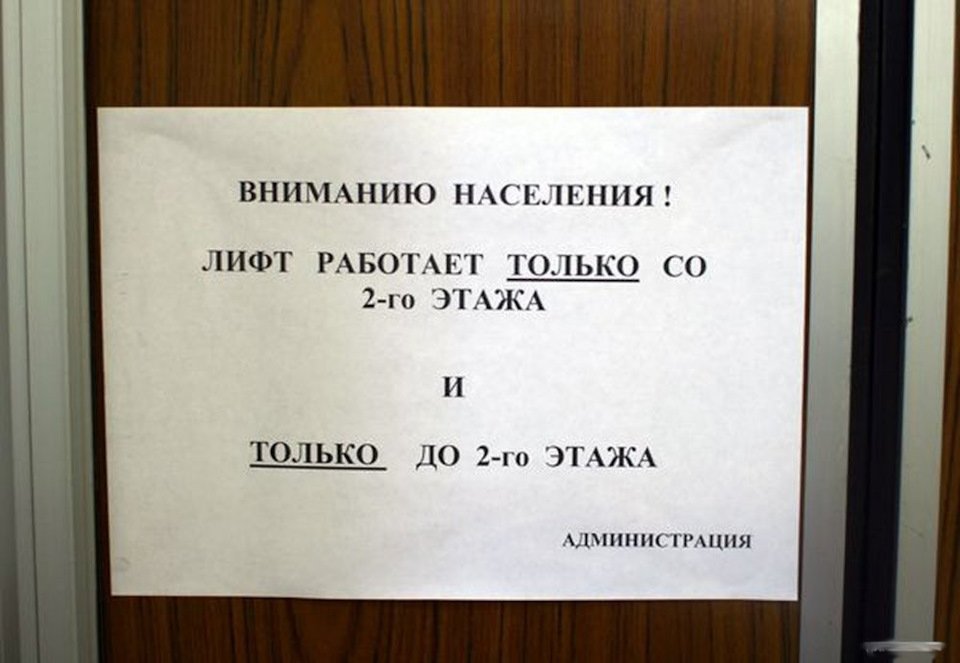 ВНИМАНИЮ НАСЕЛЕНИЯ !
ЛИФТ РАБОТАЕТ ТОЛЬКО СО
2-го ЭТАЖА
И
ТОЛЬКО ДО 2-го ЭТАЖА
АДМИНИСТРАЦИЯ